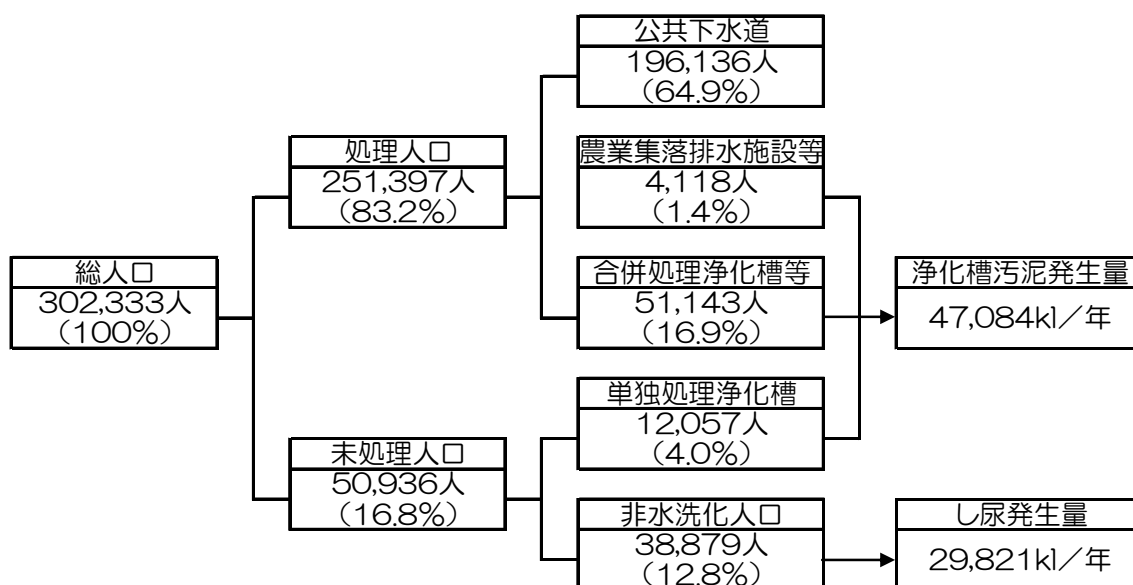 公共下水道
196,136人
(64.9%)
処理人口
251,397人
(83.2%)
農業集落排水施設等
4,118人
(1.4%)
総人口
302,333人
(100%)
合併処理浄化槽等
51,143人
(16.9%)
浄化槽汚泥発生量
47,084kl／年
単独処理浄化槽
12,057人
(4.0%)
未処理人口
50,936人
(16.8%)
非水洗化人口
38,879人
(12.8%)
し尿発生量
29,821kl／年